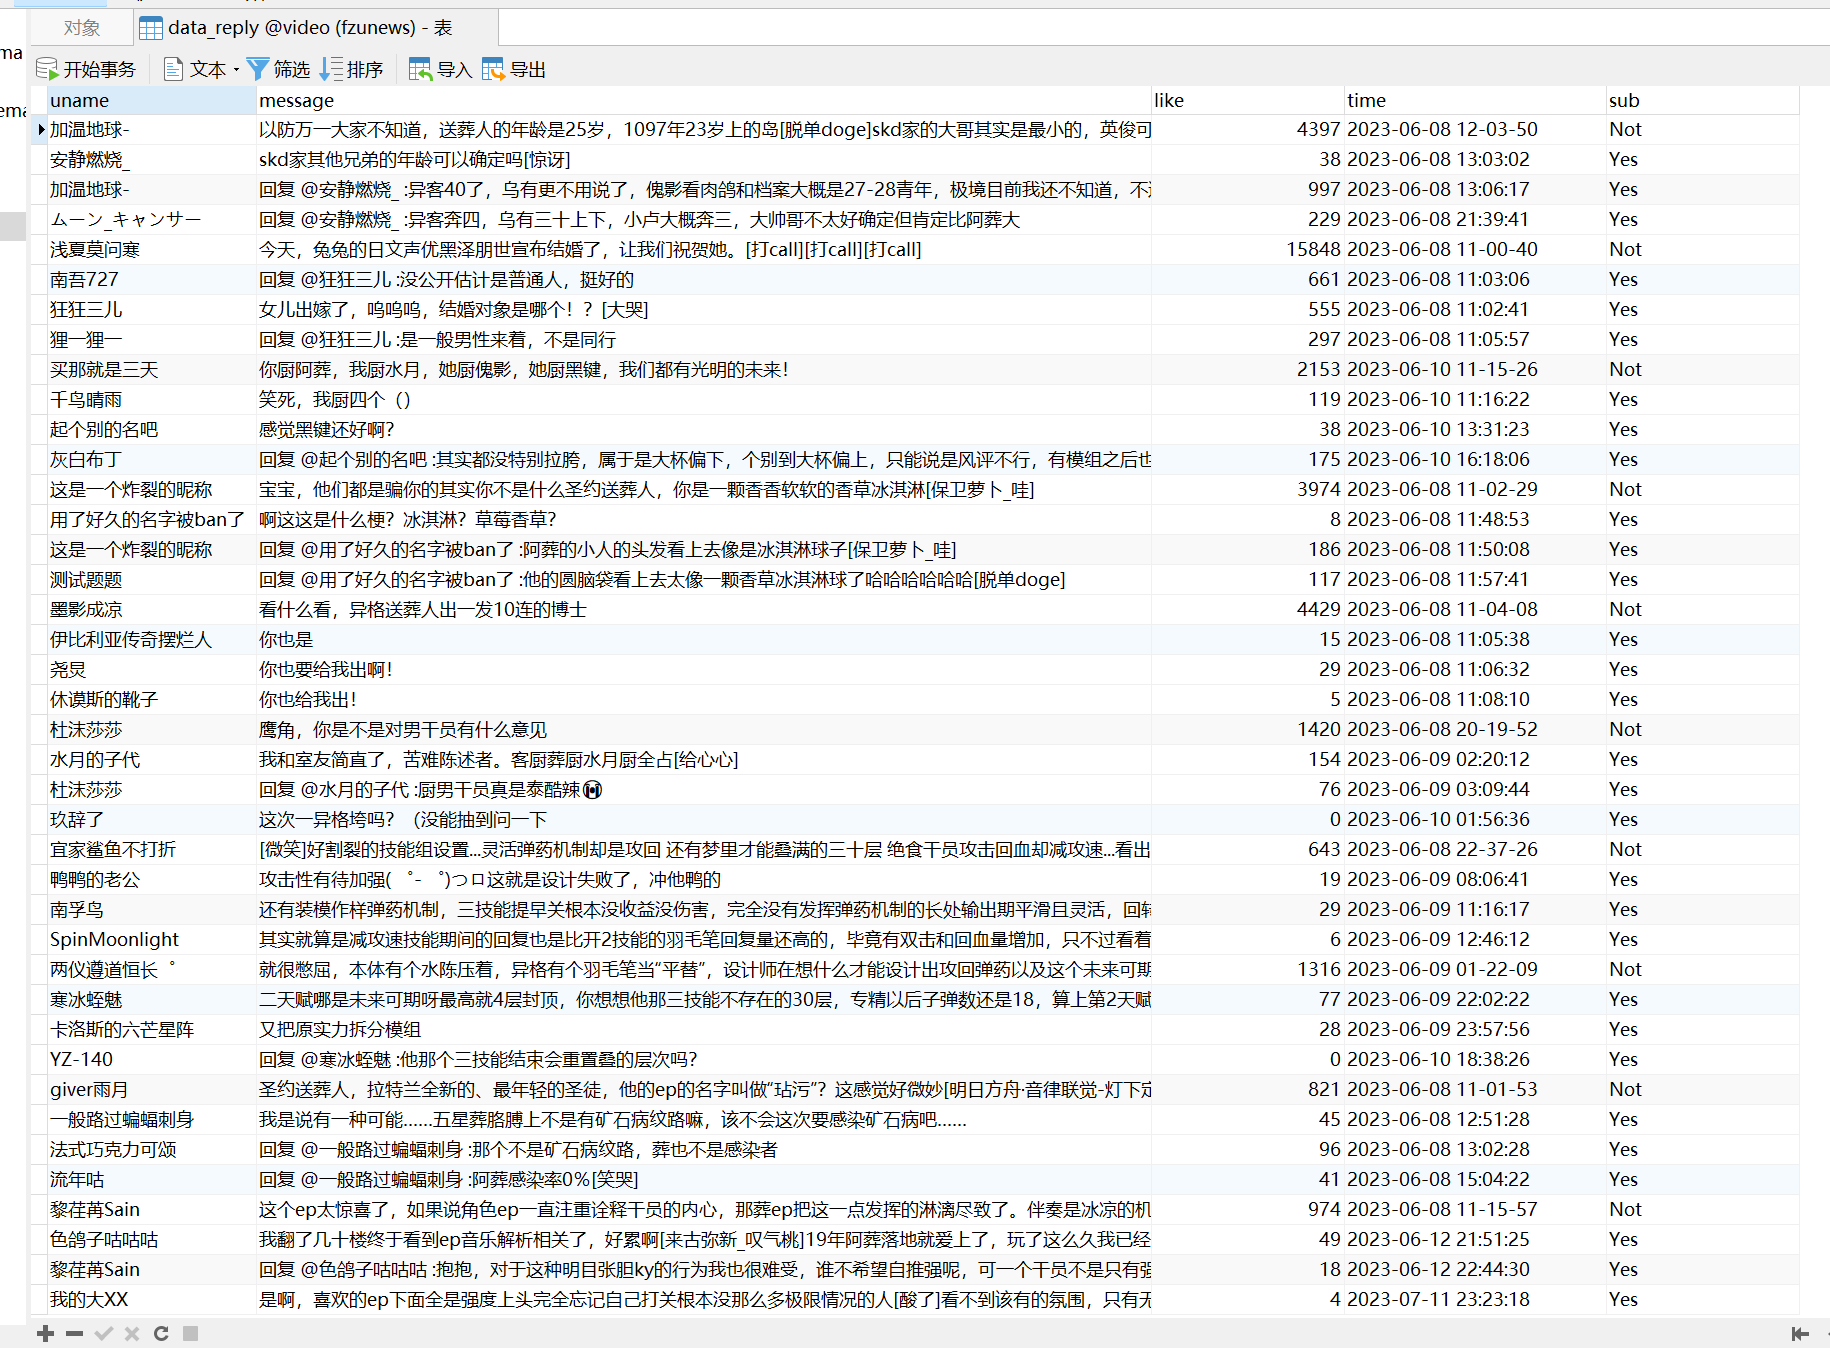 对象 data_reply @video (fzunews) - 表
ma
开始事务 文本 筛选 排序 导入 导出
uname message like time sub
ema
加温地球- 以防万一大家不知道，送葬人的年龄是25岁，1097年23岁上的岛[脱单doge]skd家的大哥其实是最小的，英俊可 4397 2023-06-08 12-03-50 Not
安静燃烧_ skd家其他兄弟的年龄可以确定吗[惊讶] 38 2023-06-08 13:03:02 Yes
加温地球- 回复 @安静燃烧_ :异客40了，乌有更不用说了，傀影看肉鸽和档案大概是27-28青年，极境目前我还不知道，不 997 2023-06-08 13:06:17 Yes
ムーン_キャンサー 回复 @安静燃烧_ :异客奔四，乌有三十上下，小卢大概奔三，大帅哥不太好确定但肯定比阿葬大 229 2023-06-08 21:39:41 Yes
浅夏莫问寒 今天，兔兔的日文声优黑泽朋世宣布结婚了，让我们祝贺她。[打call][打call][打call] 15848 2023-06-08 11-00-40 Not
南吾727 回复 @狂狂三儿 :没公开估计是普通人，挺好的 661 2023-06-08 11:03:06 Yes
狂狂三儿 女儿出嫁了，呜呜呜，结婚对象是哪个！？[大哭] 555 2023-06-08 11:02:41 Yes
狸一狸一 回复 @狂狂三儿 :是一般男性来着，不是同行 297 2023-06-08 11:05:57 Yes
买那就是三天 你厨阿葬，我厨水月，她厨傀影，她厨黑键，我们都有光明的未来！ 2153 2023-06-10 11-15-26 Not
千鸟晴雨 笑死，我厨四个（） 119 2023-06-10 11:16:22 Yes
起个别的名吧 感觉黑键还好啊？ 38 2023-06-10 13:31:23 Yes
灰白布丁 回复 @起个别的名吧 :其实都没特别拉胯，属于是大杯偏下，个别到大杯偏上，只能说是风评不行，有模组之后也 175 2023-06-10 16:18:06 Yes
这是一个炸裂的昵称 宝宝，他们都是骗你的其实你不是什么圣约送葬人，你是一颗香香软软的香草冰淇淋[保卫萝卜_哇] 3974 2023-06-08 11-02-29 Not
用了好久的名字被ban了 啊这这是什么梗？冰淇淋？草莓香草？ 8 2023-06-08 11:48:53 Yes
这是一个炸裂的昵称 回复 @用了好久的名字被ban了 :阿葬的小人的头发看上去像是冰淇淋球子[保卫萝卜_哇] 186 2023-06-08 11:50:08 Yes
测试题题 回复 @用了好久的名字被ban了 :他的圆脑袋看上去太像一颗香草冰淇淋球了哈哈哈哈哈哈[脱单doge] 117 2023-06-08 11:57:41 Yes
墨影成凉 看什么看，异格送葬人出一发10连的博士 4429 2023-06-08 11-04-08 Not
伊比利亚传奇摆烂人 你也是 15 2023-06-08 11:05:38 Yes
尧炅 你也要给我出啊！ 29 2023-06-08 11:06:32 Yes
休谟斯的靴子 你也给我出！ 5 2023-06-08 11:08:10 Yes
杜沫莎莎 鹰角，你是不是对男干员有什么意见 1420 2023-06-08 20-19-52 Not
水月的子代 我和室友简直了，苦难陈述者。客厨葬厨水月厨全占[给心心] 154 2023-06-09 02:20:12 Yes
杜沫莎莎 回复 @水月的子代 :厨男干员真是泰酷辣 76 2023-06-09 03:09:44 Yes
玖辞了 这次一异格垮吗？（没能抽到问一下 0 2023-06-10 01:56:36 Yes
宜家鲨鱼不打折 [微笑]好割裂的技能组设置...灵活弹药机制却是攻回 还有梦里才能叠满的三十层 绝食干员攻击回血却减攻速...看出 643 2023-06-08 22-37-26 Not
鸭鸭的老公 攻击性有待加强( ゜- ゜)つロ这就是设计失败了，冲他鸭的 19 2023-06-09 08:06:41 Yes
南孚鸟 还有装模作样弹药机制，三技能提早关根本没收益没伤害，完全没有发挥弹药机制的长处输出期平滑且灵活，回转 29 2023-06-09 11:16:17 Yes
SpinMoonlight 其实就算是减攻速技能期间的回复也是比开2技能的羽毛笔回复量还高的，毕竟有双击和回血量增加，只不过看着 6 2023-06-09 12:46:12 Yes
两仪遵道恒长゜ 就很憋屈，本体有个水陈压着，异格有个羽毛笔当“平替”，设计师在想什么才能设计出攻回弹药以及这个未来可期 1316 2023-06-09 01-22-09 Not
寒冰蛭魅 二天赋哪是未来可期呀最高就4层封顶，你想想他那三技能不存在的30层，专精以后子弹数还是18，算上第2天赋 77 2023-06-09 22:02:22 Yes
卡洛斯的六芒星阵 又把原实力拆分模组 28 2023-06-09 23:57:56 Yes
YZ-140 回复 @寒冰蛭魅 :他那个三技能结束会重置叠的层次吗？ 0 2023-06-10 18:38:26 Yes
giver雨月 圣约送葬人，拉特兰全新的、最年轻的圣徒，他的ep的名字叫做“玷污”？这感觉好微妙[明日方舟·音律联觉-灯下定 821 2023-06-08 11-01-53 Not
一般路过蝙蝠刺身 我是说有一种可能……五星葬胳膊上不是有矿石病纹路嘛，该不会这次要感染矿石病吧…… 45 2023-06-08 12:51:28 Yes
法式巧克力可颂 回复 @一般路过蝙蝠刺身 :那个不是矿石病纹路，葬也不是感染者 96 2023-06-08 13:02:28 Yes
流年咕 回复 @一般路过蝙蝠刺身 :阿葬感染率0%[笑哭] 41 2023-06-08 15:04:22 Yes
黎荏苒Sain 这个ep太惊喜了，如果说角色ep一直注重诠释干员的内心，那葬ep把这一点发挥的淋漓尽致了。伴奏是冰凉的机 974 2023-06-08 11-15-57 Not
色鸽子咕咕咕 我翻了几十楼终于看到ep音乐解析相关了，好累啊[来古弥新_叹气桃]19年阿葬落地就爱上了，玩了这么久我已经 49 2023-06-12 21:51:25 Yes
黎荏苒Sain 回复 @色鸽子咕咕咕 :抱抱，对于这种明目张胆ky的行为我也很难受，谁不希望自推强呢，可一个干员不是只有强 18 2023-06-12 22:44:30 Yes
我的大XX 是啊，喜欢的ep下面全是强度上头完全忘记自己打关根本没那么多极限情况的人[酸了]看不到该有的氛围，只有无 4 2023-07-11 23:23:18 Yes